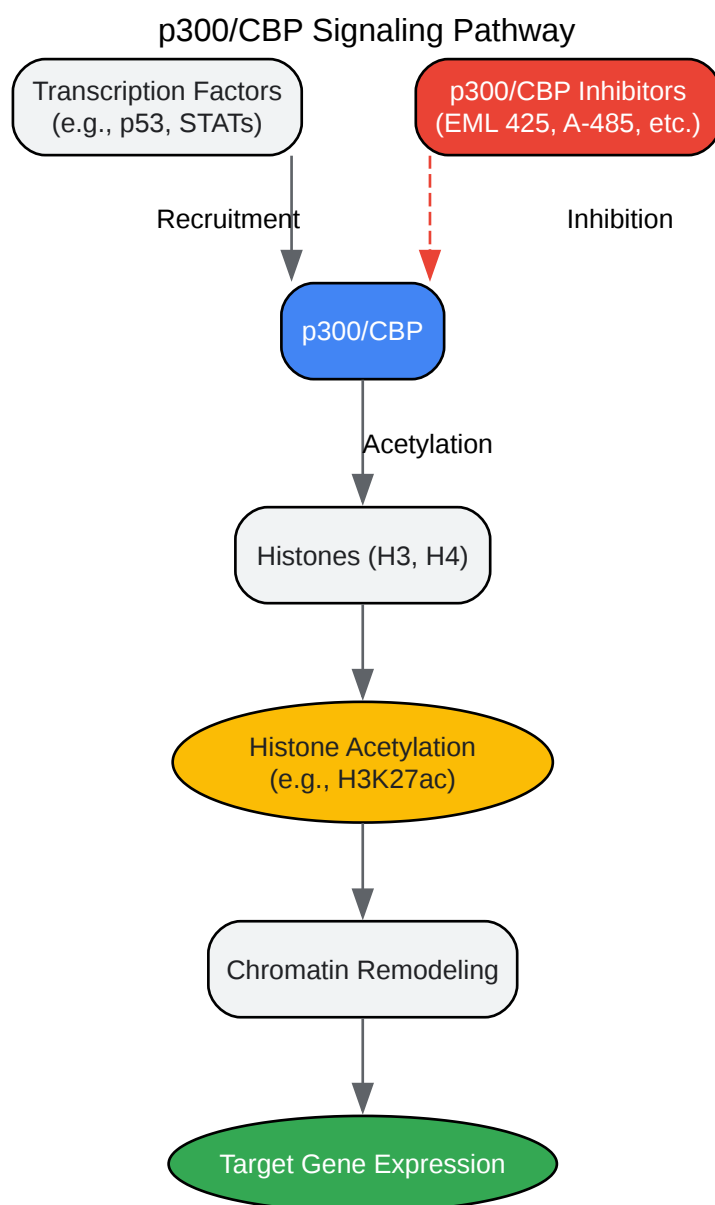 p300/CBP Signaling Pathway
Transcription Factors
(e.g., p53, STATs)
p300/CBP Inhibitors
(EML 425, A-485, etc.)
Recruitment
Inhibition
p300/CBP
Acetylation
Histones (H3, H4)
Histone Acetylation
(e.g., H3K27ac)
Chromatin Remodeling
Target Gene Expression